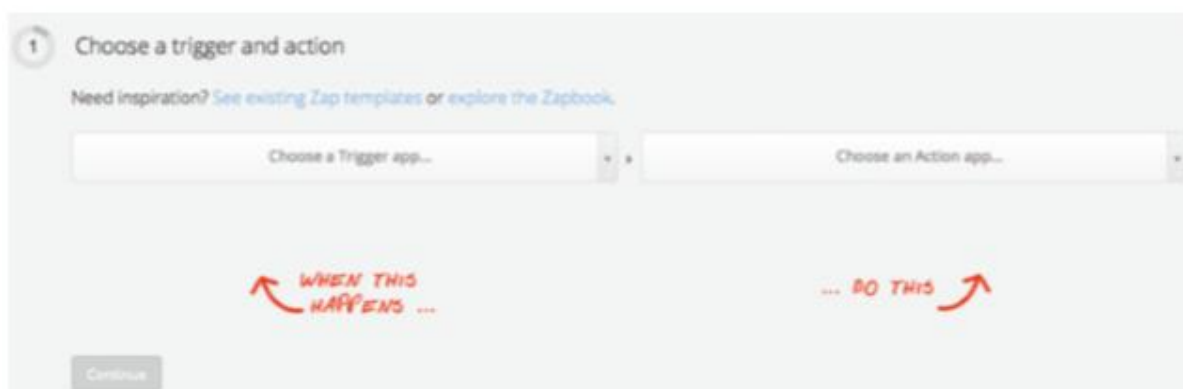 1 Choose a trigger and action
Need inspiration? See existing Zap templates or explore the Zapbook.
Choose a Trigger app... Choose an Action app...
WHEN THIS
HAPPENS ...
... DO THIS
Continue